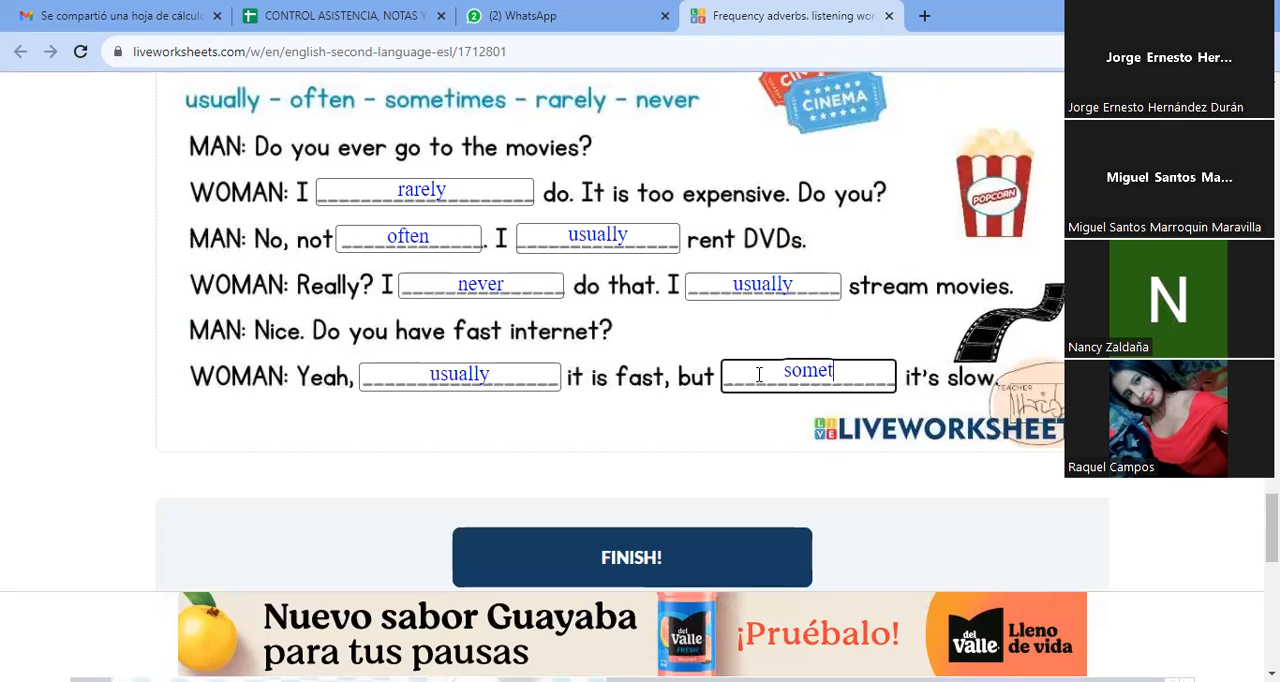 Se compartió una hoja de cálculo
CONTROL ASISTENCIA, NOTAS Y
(2) WhatsApp
Frequency adverbs. listening wor
liveworksheets.com/w/en/english-second-language-esl/1712801
usually - often - sometimes - rarely - never
CINEMA
MAN: Do you ever go to the movies?
WOMAN: I rarely do. It is too expensive. Do you?
MAN: No, not often. I usually rent DVDs.
WOMAN: Really? I never do that. I usually stream movies.
MAN: Nice. Do you have fast internet?
WOMAN: Yeah, usually it is fast, but somet it's slow.
POPCORN
TEACHER
LIVEWORKSHEET
FINISH!
Nuevo sabor Guayaba
para tus pausas
del Valle
FRESH
¡Pruébalo!
del Valle
Lleno
de vida
Jorge Ernesto Her...
Jorge Ernesto Hernández Durán
Miguel Santos Ma...
Miguel Santos Marroquin Maravilla
N
Nancy Zaldaña
Raquel Campos